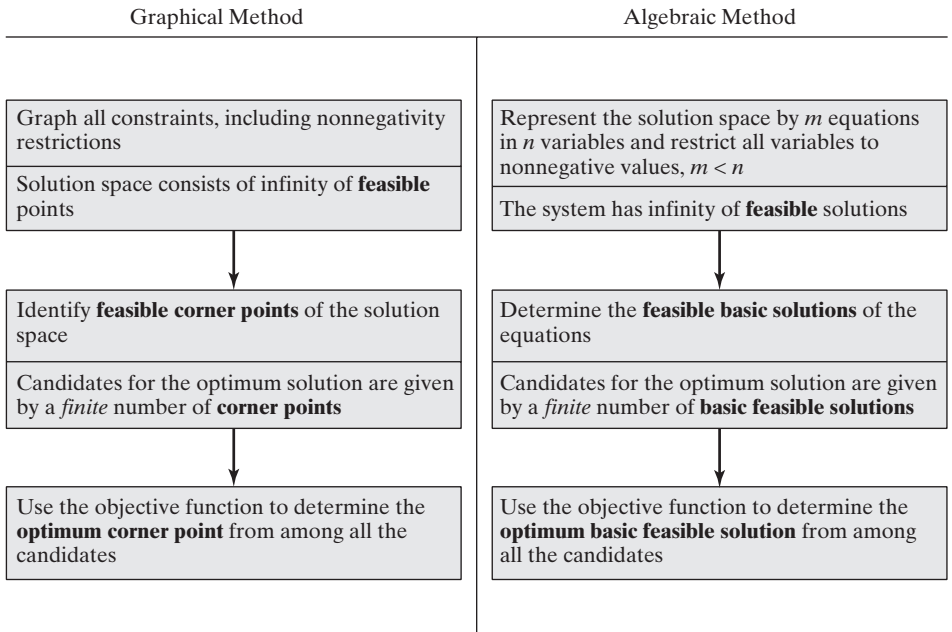 Graphical Method
Graph all constraints, including nonnegativity
restrictions
Solution space consists of infinity of feasible
points
Identify feasible corner points of the solution
space
Candidates for the optimum solution are given
by a finite number of corner points
Use the objective function to determine the
optimum corner point from among all the
candidates
Algebraic Method
Represent the solution space by m equations
in n variables and restrict all variables to
nonnegative values, m < n
The system has infinity of feasible solutions
Determine the feasible basic solutions of the
equations
Candidates for the optimum solution are given
by a finite number of basic feasible solutions
Use the objective function to determine the
optimum basic feasible solution from among
all the candidates